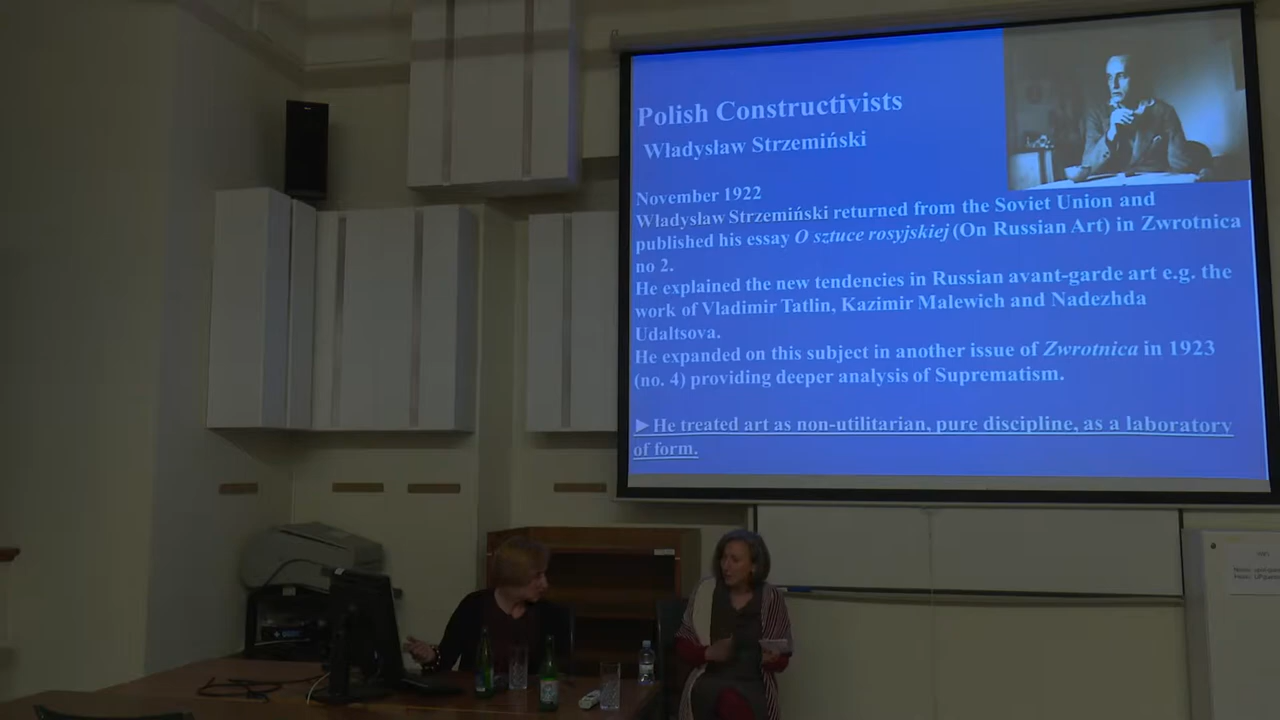 Polish Constructivists
Władysław Strzemiński
November 1922
Władysław Strzemiński returned from the Soviet Union and
published his essay O sztuce rosyjskiej (On Russian Art) in Zwrotnica
no 2.
He explained the new tendencies in Russian avant-garde art e.g. the
work of Vladimir Tatlin, Kazimir Malewich and Nadezhda
Udaltsova.
He expanded on this subject in another issue of Zwrotnica in 1923
(no. 4) providing deeper analysis of Suprematism.
►He treated art as non-utilitarian, pure discipline, as a laboratory
of form.